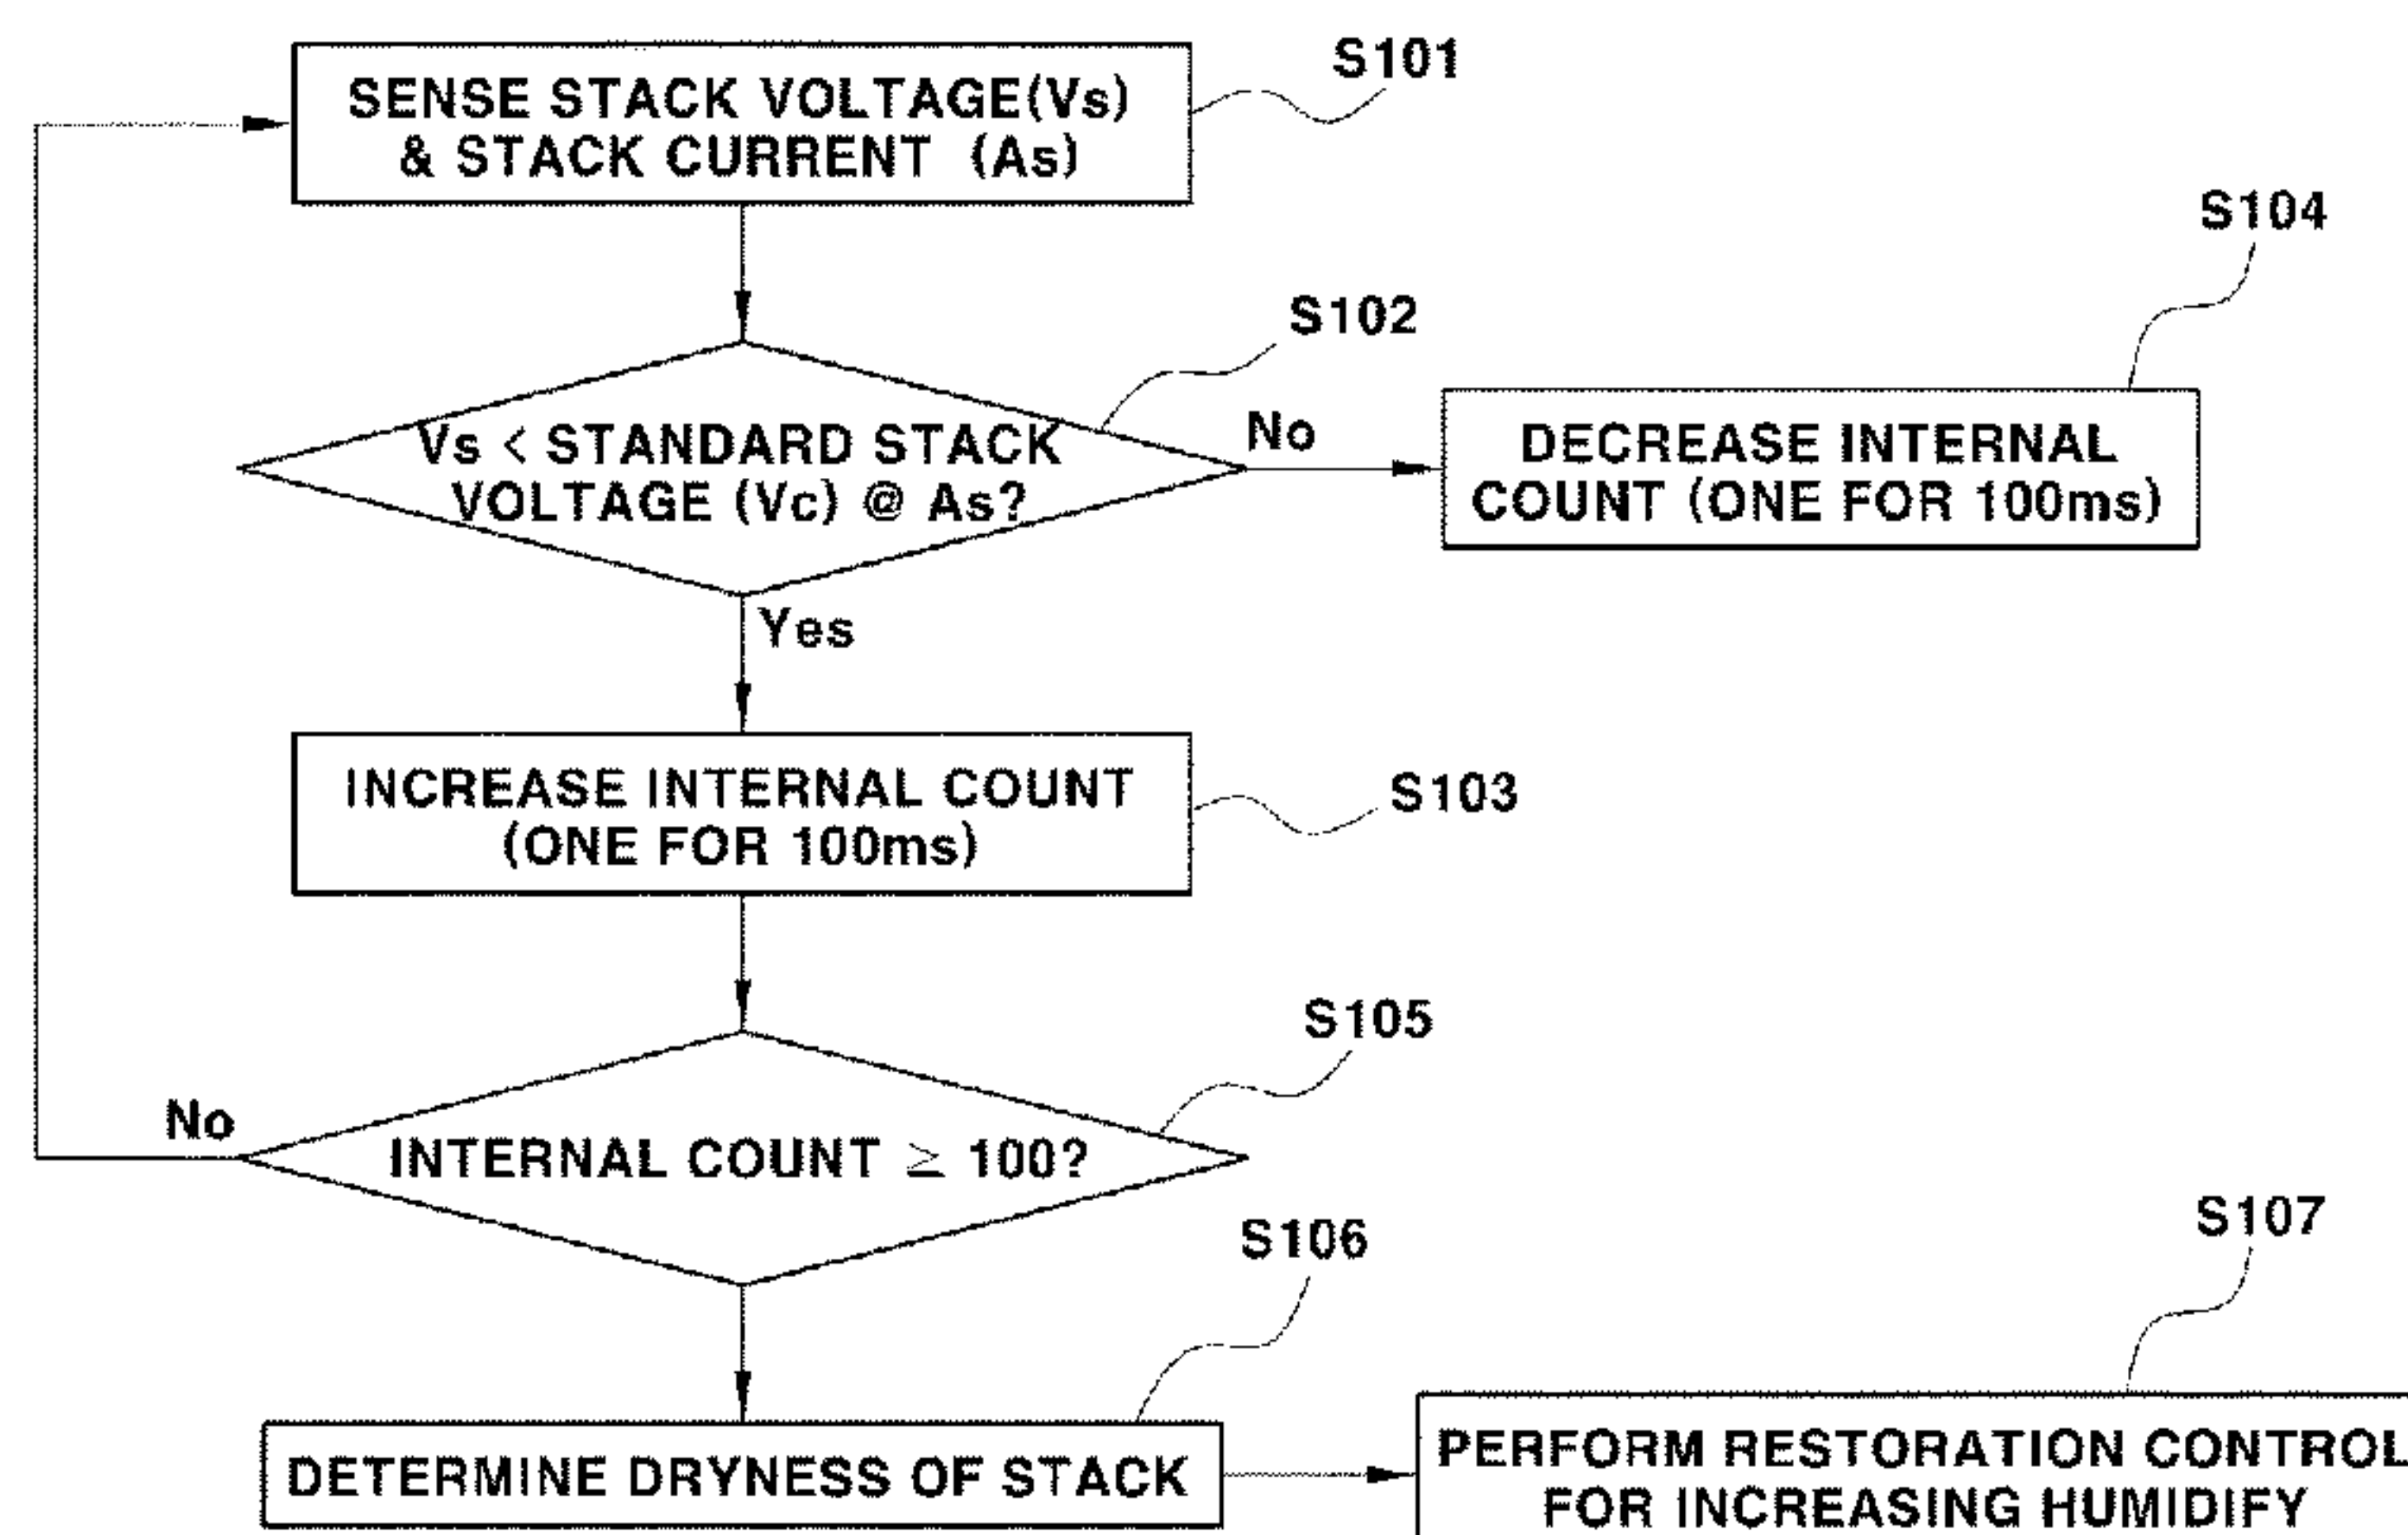 SENSE STACK VOLTAGE(Vs)
& STACK CURRENT (As)
S101
S102
Vs < STANDARD STACK
VOLTAGE (Vc) @ As?
No
S104
DECREASE INTERNAL
COUNT (ONE FOR 100ms)
Yes
INCREASE INTERNAL COUNT
(ONE FOR 100ms)
S103
S105
No
INTERNAL COUNT ≥ 100?
S106
DETERMINE DRYNESS OF STACK
S107
PERFORM RESTORATION CONTROL
FOR INCREASING HUMIDIFY